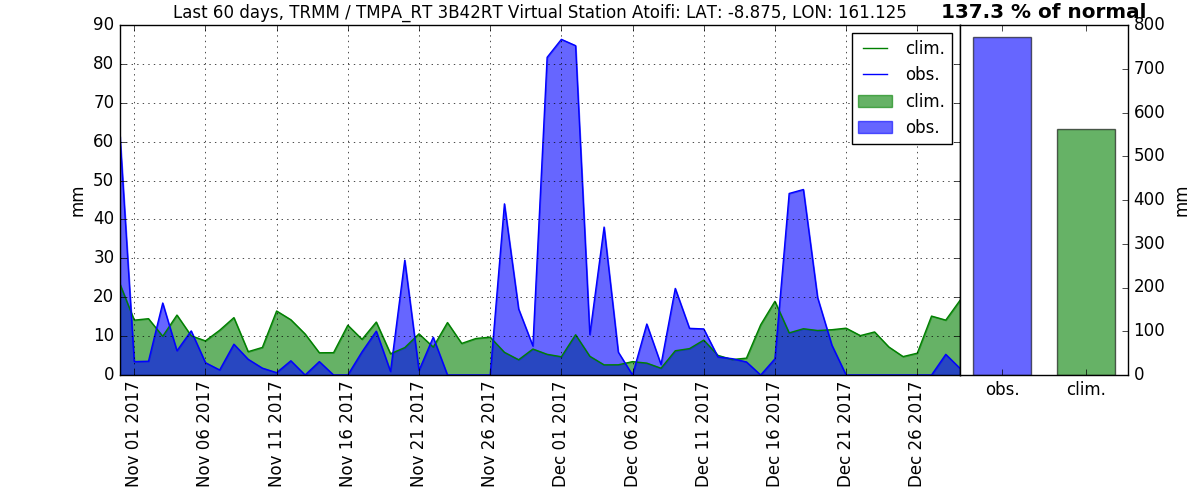 Last 60 days, TRMM / TMPA_RT 3B42RT Virtual Station Atoifi: LAT: -8.875, LON: 161.125
137.3 % of normal
90
80
70
60
50
40
30
20
10
0
mm
clim.
obs.
clim.
obs.
Nov 01 2017
Nov 06 2017
Nov 11 2017
Nov 16 2017
Nov 21 2017
Nov 26 2017
Dec 01 2017
Dec 06 2017
Dec 11 2017
Dec 16 2017
Dec 21 2017
Dec 26 2017
800
700
600
500
400
300
200
100
0
mm
obs.
clim.